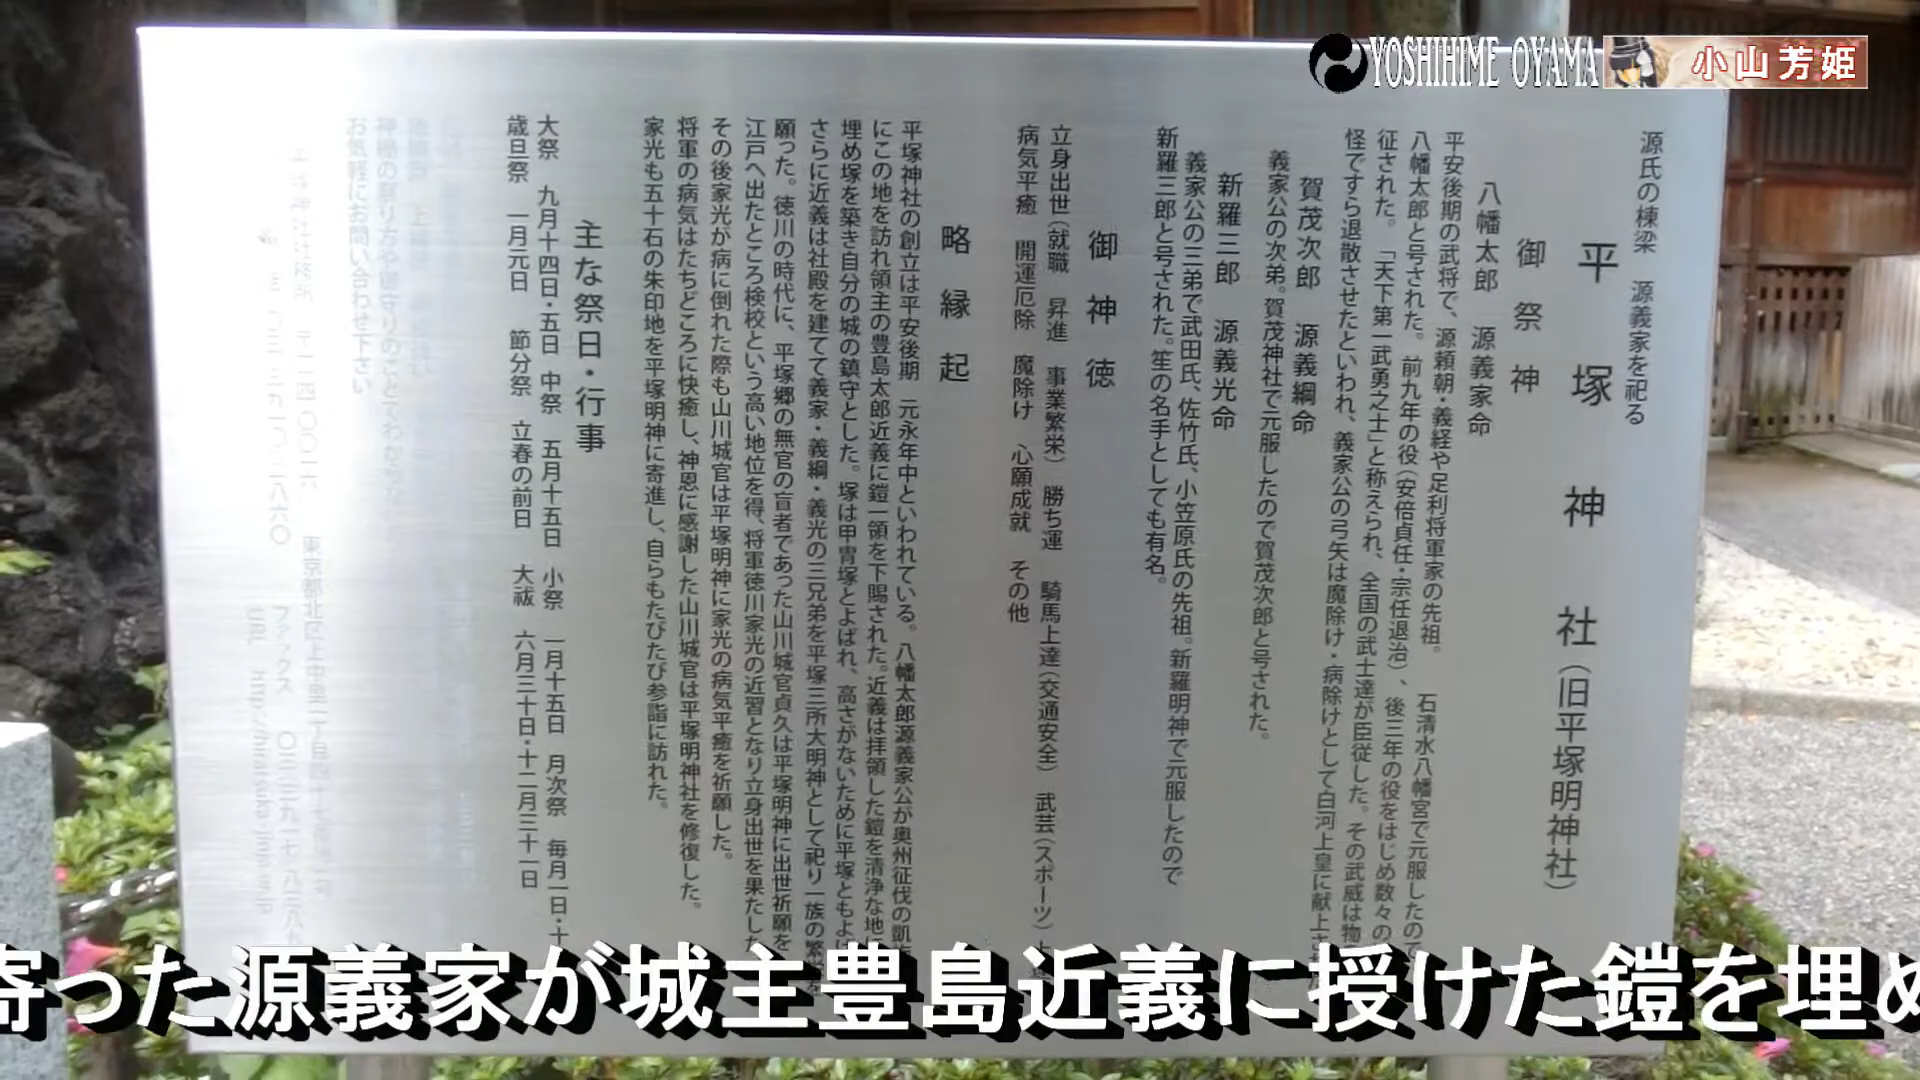 YOSHIHIME OYAMA
小山芳姫
源氏の棟梁 源義家を祀る
平塚神社(旧平塚明神社)
御祭神
八幡太郎 源義家命
平安後期の武将で、源頼朝・義経や足利将軍家の先祖。 石清水八幡宮で元服したので
八幡太郎と号された。前九年の役(安倍貞任・宗任退治)、後三年の役をはじめ数々の
征された。「天下第一武勇之士」と称えられ、全国の武士達が臣従した。その武威は物
怪ですら退散させたといわれ、義家公の弓矢は魔除け・病除けとして白河上皇に献上さ
賀茂次郎 源義綱命
義家公の次弟。賀茂神社で元服したので賀茂次郎と号された。
新羅三郎 源義光命
義家公の三弟で武田氏、佐竹氏、小笠原氏の先祖。新羅明神で元服したので
新羅三郎と号された。笙の名手としても有名。
御神徳
立身出世(就職 昇進 事業繁栄) 勝ち運 騎馬上達(交通安全) 武芸(スポーツ)
病気平癒 開運厄除 魔除け 心願成就 その他
略縁起
平塚神社の創立は平安後期 元永年中といわれている。八幡太郎源義家公が奥州征伐の凱
にこの地を訪れ領主の豊島太郎近義に鎧一領を下賜された。近義は拝領した鎧を清浄な地に
埋め塚を築き自分の城の鎮守とした。塚は甲冑塚とよばれ、高さがないために平塚ともよ
さらに近義は社殿を建てて義家・義綱・義光の三兄弟を平塚三所大明神として祀り一族の繁
願った。徳川の時代に、平塚郷の無官の盲者であった山川城官貞久は平塚明神に出世祈願を
江戸へ出たところ検校という高い地位を得、将軍徳川家光の近習となり立身出世を果たした
その後家光が病に倒れた際も山川城官は平塚明神に家光の病気平癒を祈願した。
将軍の病気はたちどころに快癒し、神恩に感謝した山川城官は平塚明神社を修復した。
家光も五十石の朱印地を平塚明神に寄進し、自らもたびたび参詣に訪れた。
主な祭日・行事
大祭 九月十四日・五日 中祭 五月十五日 小祭 一月十五日 月次祭 毎月一日・十
歳旦祭 一月元日 節分祭 立春の前日 大祓 六月三十日・十二月三十一日
お気軽にお問い合わせ下さい
東京都北区上中里一丁目四十七
ファックス
URL
寄った源義家が城主豊島近義に授けた鎧を埋め